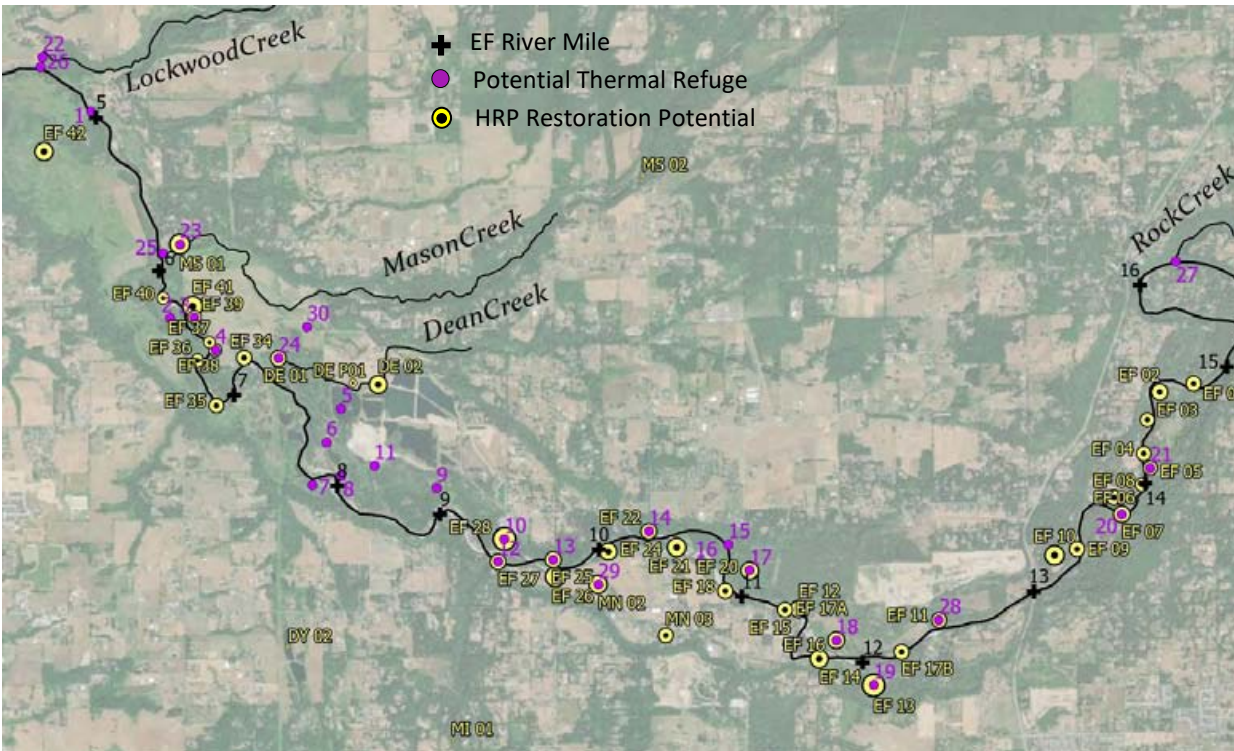 22
26
LockwoodCreek
EF River Mile
Potential Thermal Refuge
HRP Restoration Potential
1
5
EF 42
MS 02
RockCreek
MasonCreek
23
25
6
MS 01
16
27
EF 40
EF 41
EF 39
2
EF 37
DeanCreek
30
EF 36
4
EF 38
EF 34
24
DE 01
DE P01
DE 02
15
EF 02
EF 03
7
EF 35
5
6
11
EF 04
21
EF 05
8
7
8
9
EF 08
EF 06
14
9
EF 28
10
20
EF 07
10
EF 22
14
15
12
13
EF 24
16
17
EF 10
EF 09
EF 27
EF 25
EF 21
EF 20
EF 26
29
MN 02
EF 18
11
13
EF 12
EF 17A
EF 15
28
EF 11
DY 02
MN 03
18
EF 16
12
EF 14
EF 17B
19
EF 13
MI 01